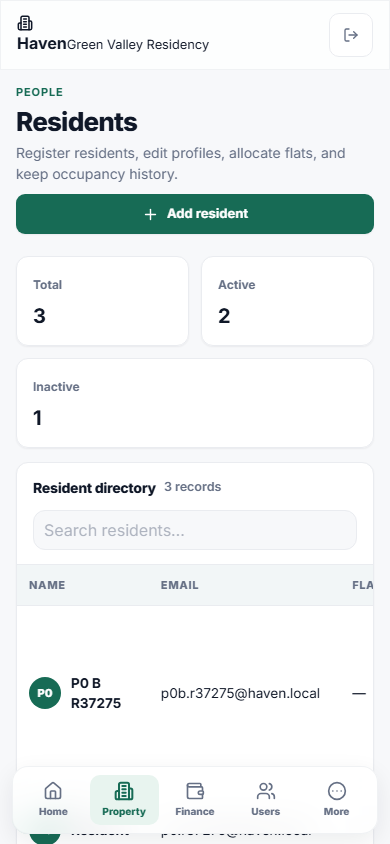 HavenGreen Valley Residency
PEOPLE
Residents
Register residents, edit profiles, allocate flats, and
keep occupancy history.
+ Add resident
Total
3
Active
2
Inactive
1
Resident directory 3 records
Search residents...
NAME EMAIL FLA
P0 P0 B
R37275
p0b.r37275@haven.local —
Home Property Finance Users More